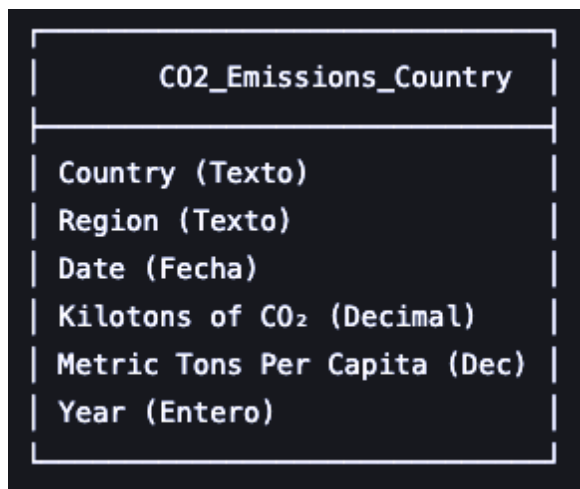 CO2_Emissions_Country
Country (Texto)
Region (Texto)
Date (Fecha)
Kilotons of CO₂ (Decimal)
Metric Tons Per Capita (Dec)
Year (Entero)